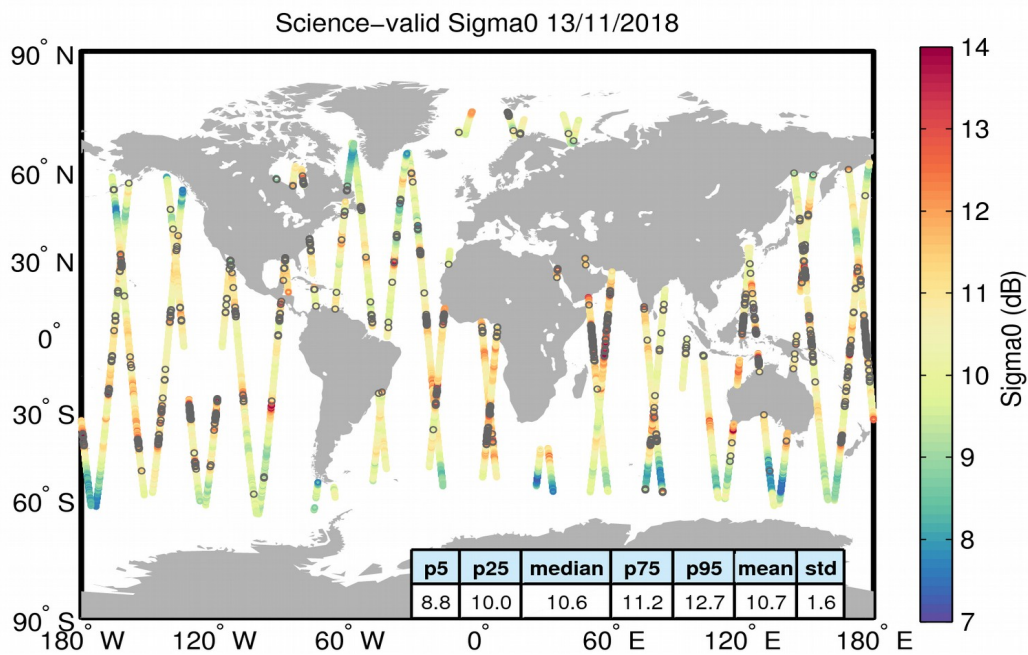 Science−valid Sigma0 13/11/2018
90° N
60° N
30° N
0°
30° S
60° S
90° S
180° W
120° W
60° W
0°
60° E
120° E
180° E
14
13
12
11
10
9
8
7
Sigma0 (dB)
p5 p25 median p75 p95 mean std
8.8 10.0 10.6 11.2 12.7 10.7 1.6